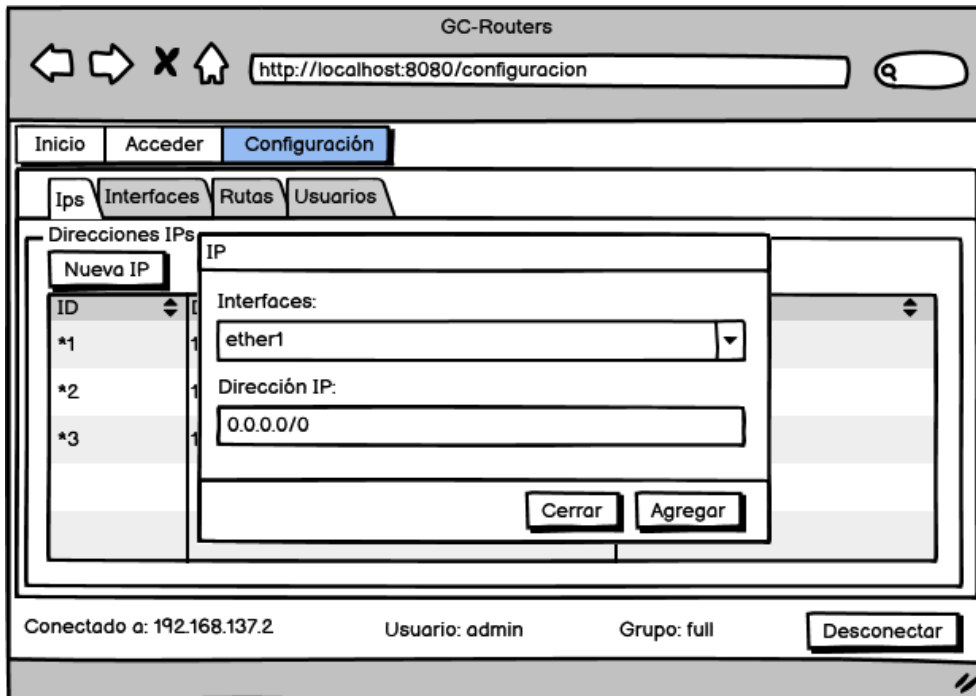 GC-Routers
http://localhost:8080/configuracion
Inicio Acceder Configuración
Ips Interfaces Rutas Usuarios
Direcciones IPs
Nueva IP
IP
ID
Interfaces:
*1
ether1
*2
Dirección IP:
*3
0.0.0.0/0
Cerrar Agregar
Conectado a: 192.168.137.2 Usuario: admin Grupo: full Desconectar